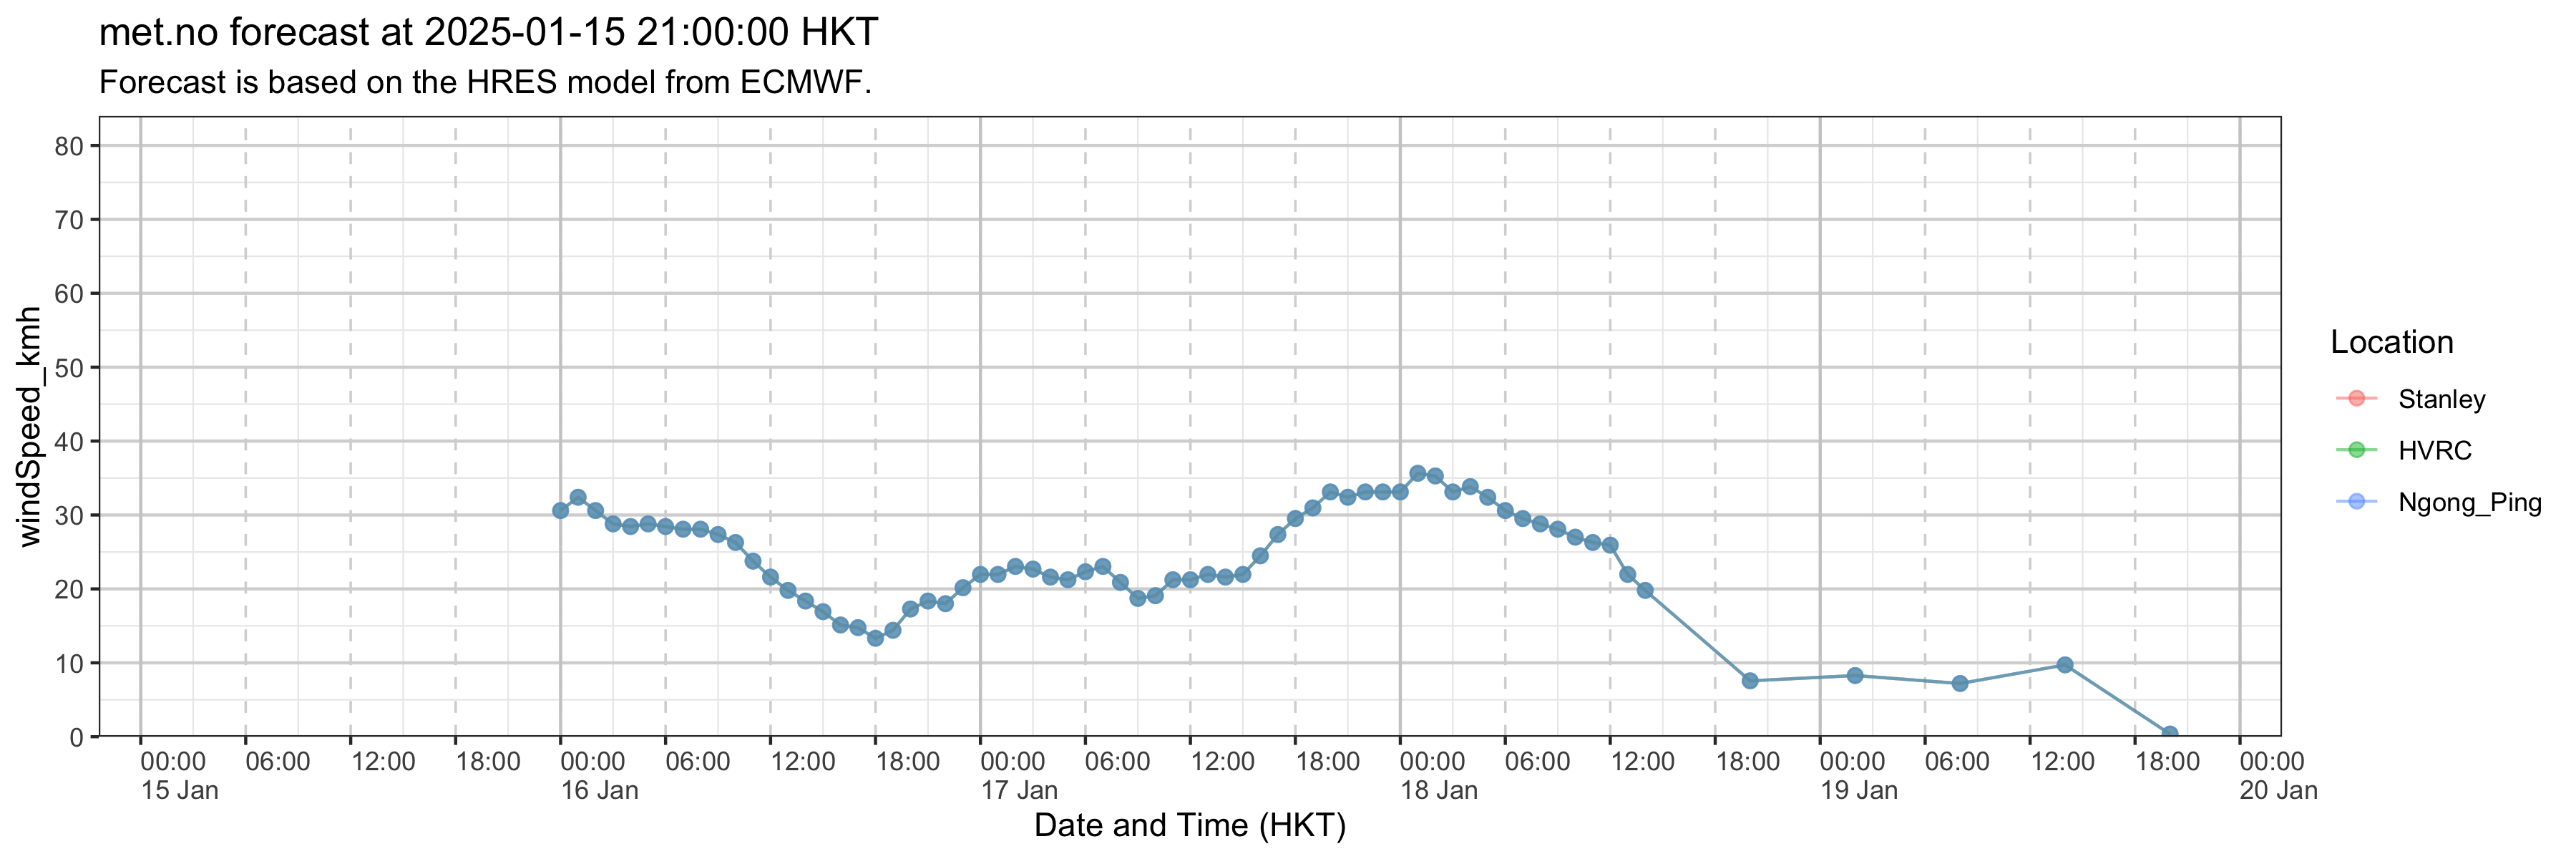 met.no forecast at 2025-01-15 21:00:00 HKT
Forecast is based on the HRES model from ECMWF.
windSpeed_kmh
80
70
60
50
40
30
20
10
0
00:00 06:00 12:00 18:00 00:00 06:00 12:00 18:00 00:00 06:00 12:00 18:00 00:00 06:00 12:00 18:00 00:00 06:00 12:00 18:00 00:00
15 Jan 16 Jan 17 Jan 18 Jan 19 Jan 20 Jan
Date and Time (HKT)
Location
Stanley
HVRC
Ngong_Ping